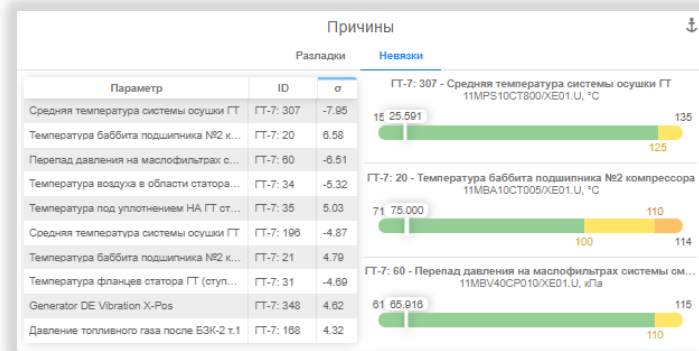 Причины
Разладки
Невязки
Параметр ID σ
Средняя температура системы осушки ГТ ГТ-7: 307 -7.95
Температура баббита подшипника №2 к... ГТ-7: 20 6.58
Перепад давления на маслофильтрах с... ГТ-7: 60 -6.51
Температура воздуха в области статора... ГТ-7: 34 -5.32
Температура под уплотнением НА ГТ ст... ГТ-7: 35 5.03
Средняя температура системы осушки ГТ ГТ-7: 196 -4.87
Температура баббита подшипника №2 к... ГТ-7: 21 4.79
Температура фланцев статора ГТ (ступ... ГТ-7: 31 -4.69
Generator DE Vibration X-Pos ГТ-7: 348 4.62
Давление топливного газа после БЗК-2 т.1 ГТ-7: 168 4.32
ГТ-7: 307 - Средняя температура системы осушки ГТ
11MPS10CT800/XE01.U, °C
15 25.591 135
125
ГТ-7: 20 - Температура баббита подшипника №2 компрессора
11MBA10CT005/XE01.U, °C
71 75.000 110
100 114
ГТ-7: 60 - Перепад давления на маслофильтрах системы см...
11MBV40CP010/XE01.U, кПа
61 65.916 115
110